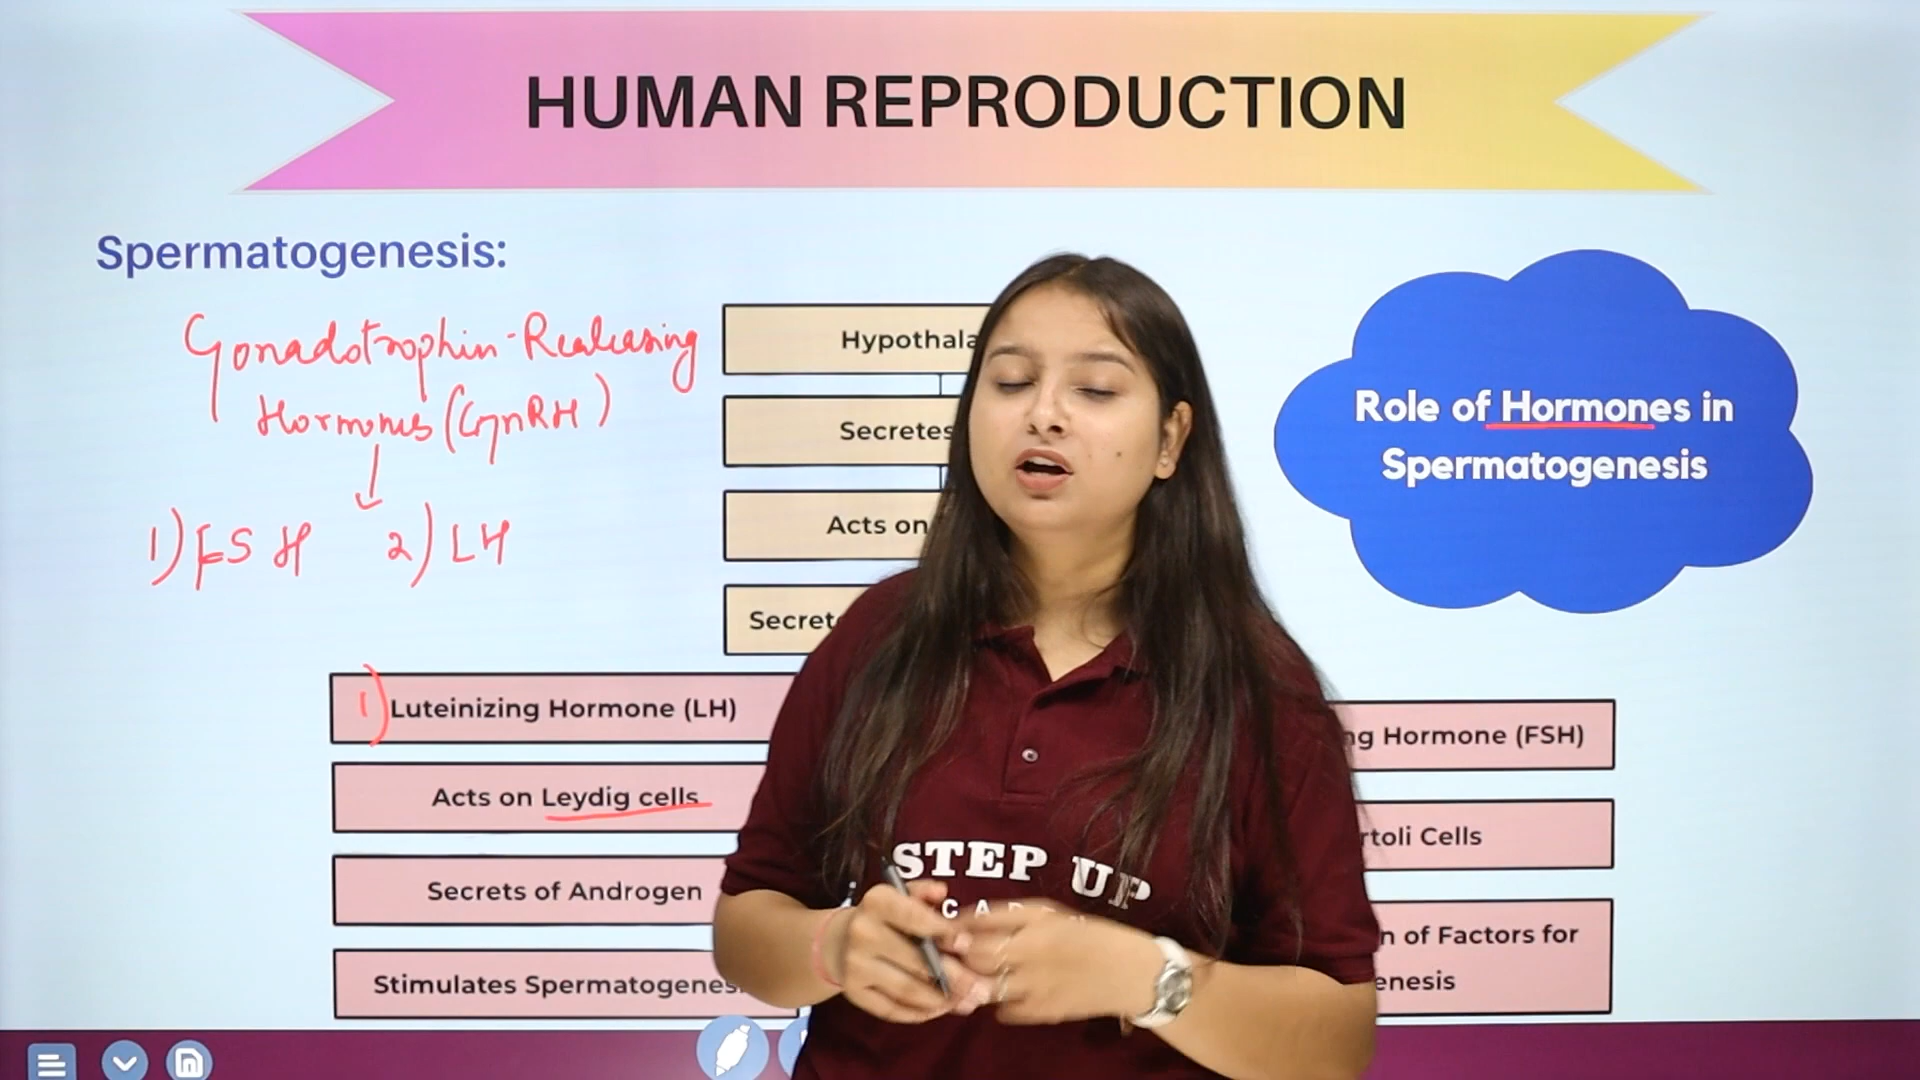 HUMAN REPRODUCTION
Spermatogenesis:
Gonadotrophin-Realeasing
Hormones (GnRH)
1) FSH 2) LH
Hypothala
Secretes
Acts on
Secret
Role of Hormones in
Spermatogenesis
1) Luteinizing Hormone (LH)
Acts on Leydig cells
Secrets of Androgen
Stimulates Spermatogenes
ng Hormone (FSH)
rtoli Cells
n of Factors for
enesis
STEP UP